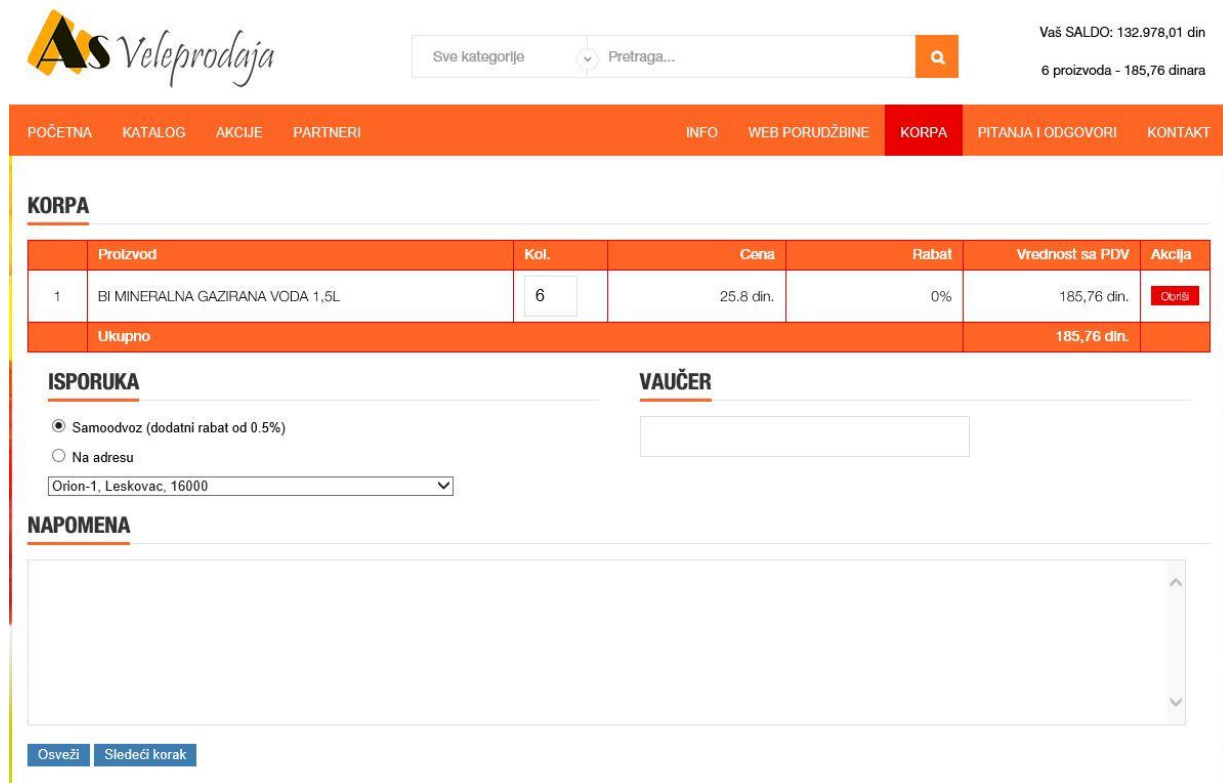 As Veleprodaja
Sve kategorije Pretraga...
Vaš SALDO: 132.978,01 din
6 proizvoda - 185,76 dinara
POČETNA KATALOG AKCIJE PARTNERI INFO WEB PORUDŽBINE KORPA PITANJA I ODGOVORI KONTAKT
KORPA
Proizvod Kol. Cena Rabat Vrednost sa PDV Akcija
1 BI MINERALNA GAZIRANA VODA 1,5L 6 25.8 din. 0% 185,76 din. Obriši
Ukupno 185,76 din.
ISPORUKA VAUČER
Samoodvoz (dodatni rabat od 0.5%)
Na adresu
Orion-1, Leskovac, 16000
NAPOMENA
Osveži Sledeći korak